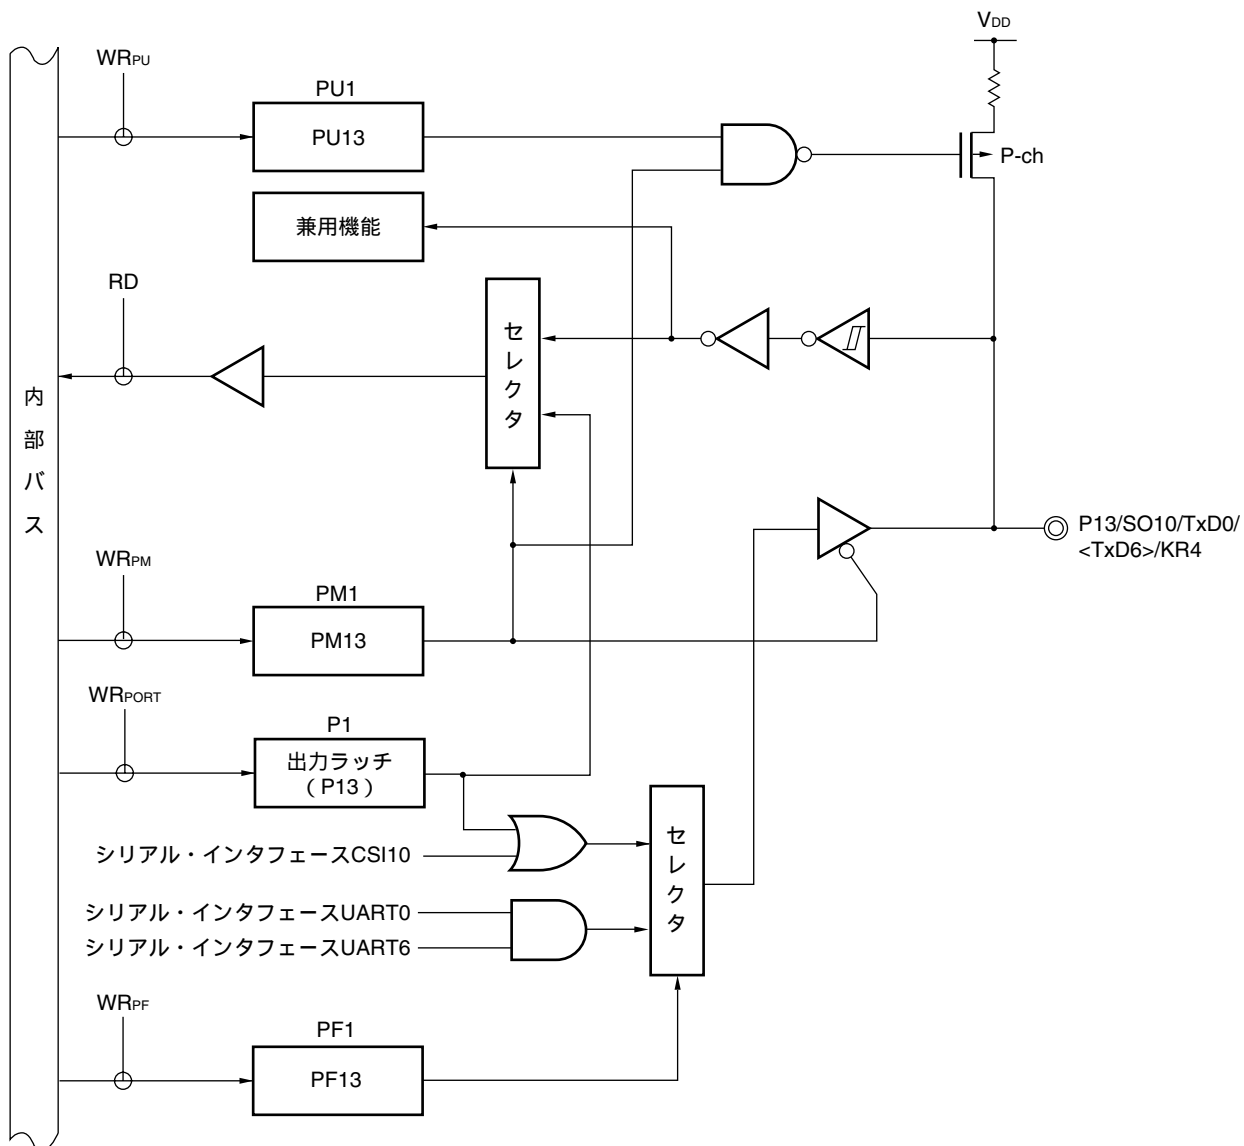 VDD
WRPU
PU1
PU13
P-ch
兼用機能
RD
セレクタ
内部バス
P13/SO10/TxD0/
<TxD6>/KR4
WRPM
PM1
PM13
WRPORT
P1
出力ラッチ
(P13)
セレクタ
シリアル・インタフェースCSI10
シリアル・インタフェースUART0
シリアル・インタフェースUART6
WRPF
PF1
PF13